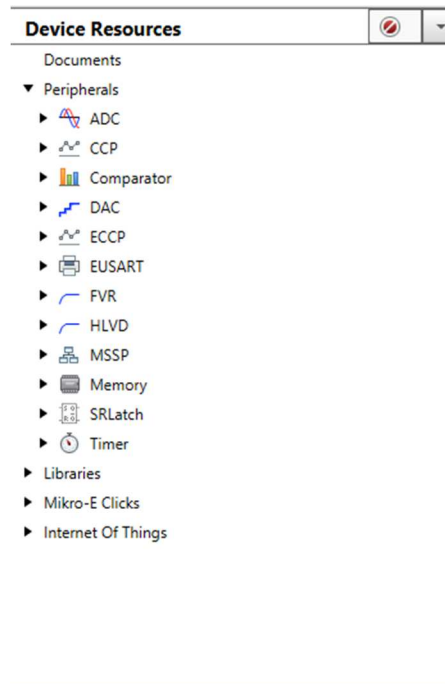 Device Resources
Documents
Peripherals
ADC
CCP
Comparator
DAC
ECCP
EUSART
FVR
HLVD
MSSP
Memory
SRLatch
Timer
Libraries
Mikro-E Clicks
Internet Of Things